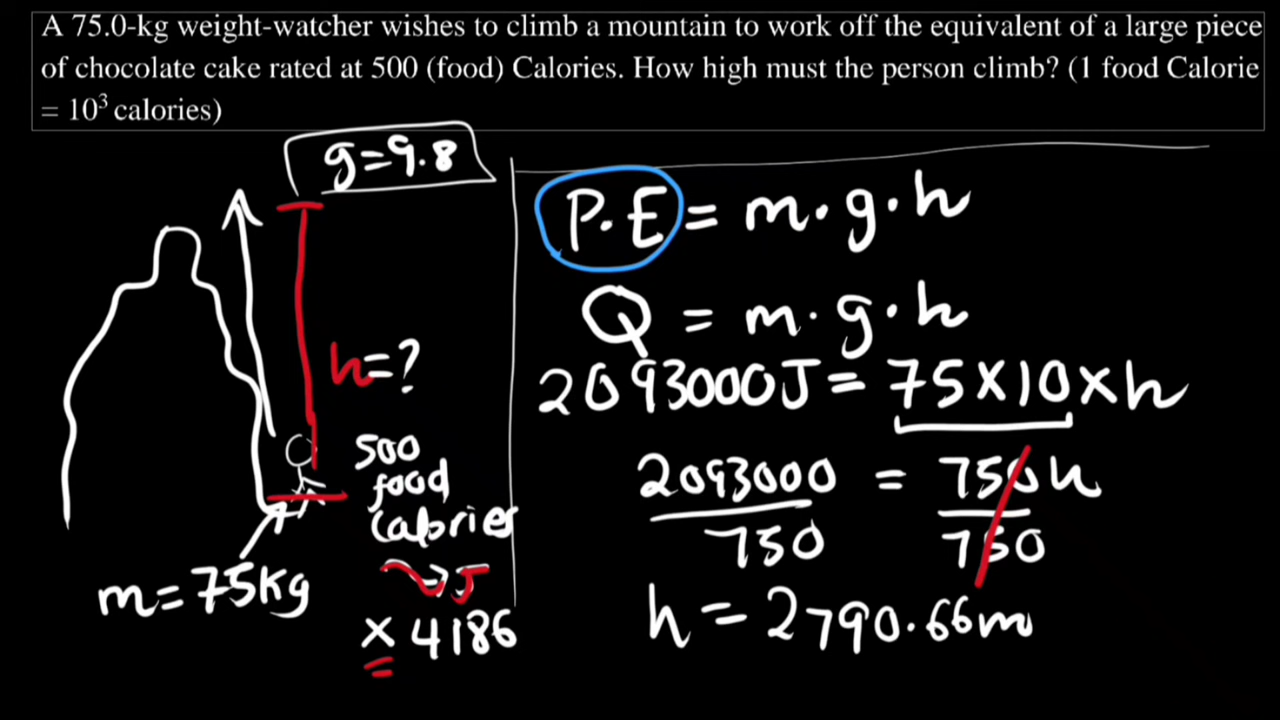 A 75.0-kg weight-watcher wishes to climb a mountain to work off the equivalent of a large piece
of chocolate cake rated at 500 (food) Calories. How high must the person climb? (1 food Calorie
= 10³ calories)
g=9.8
h=?
500
food
Calories
→J
× 4186
m=75kg
P.E = m·g·h
Q = m·g·h
2093000J = 75×10×h
2093000 = 750h
750 750
h = 2790.66m